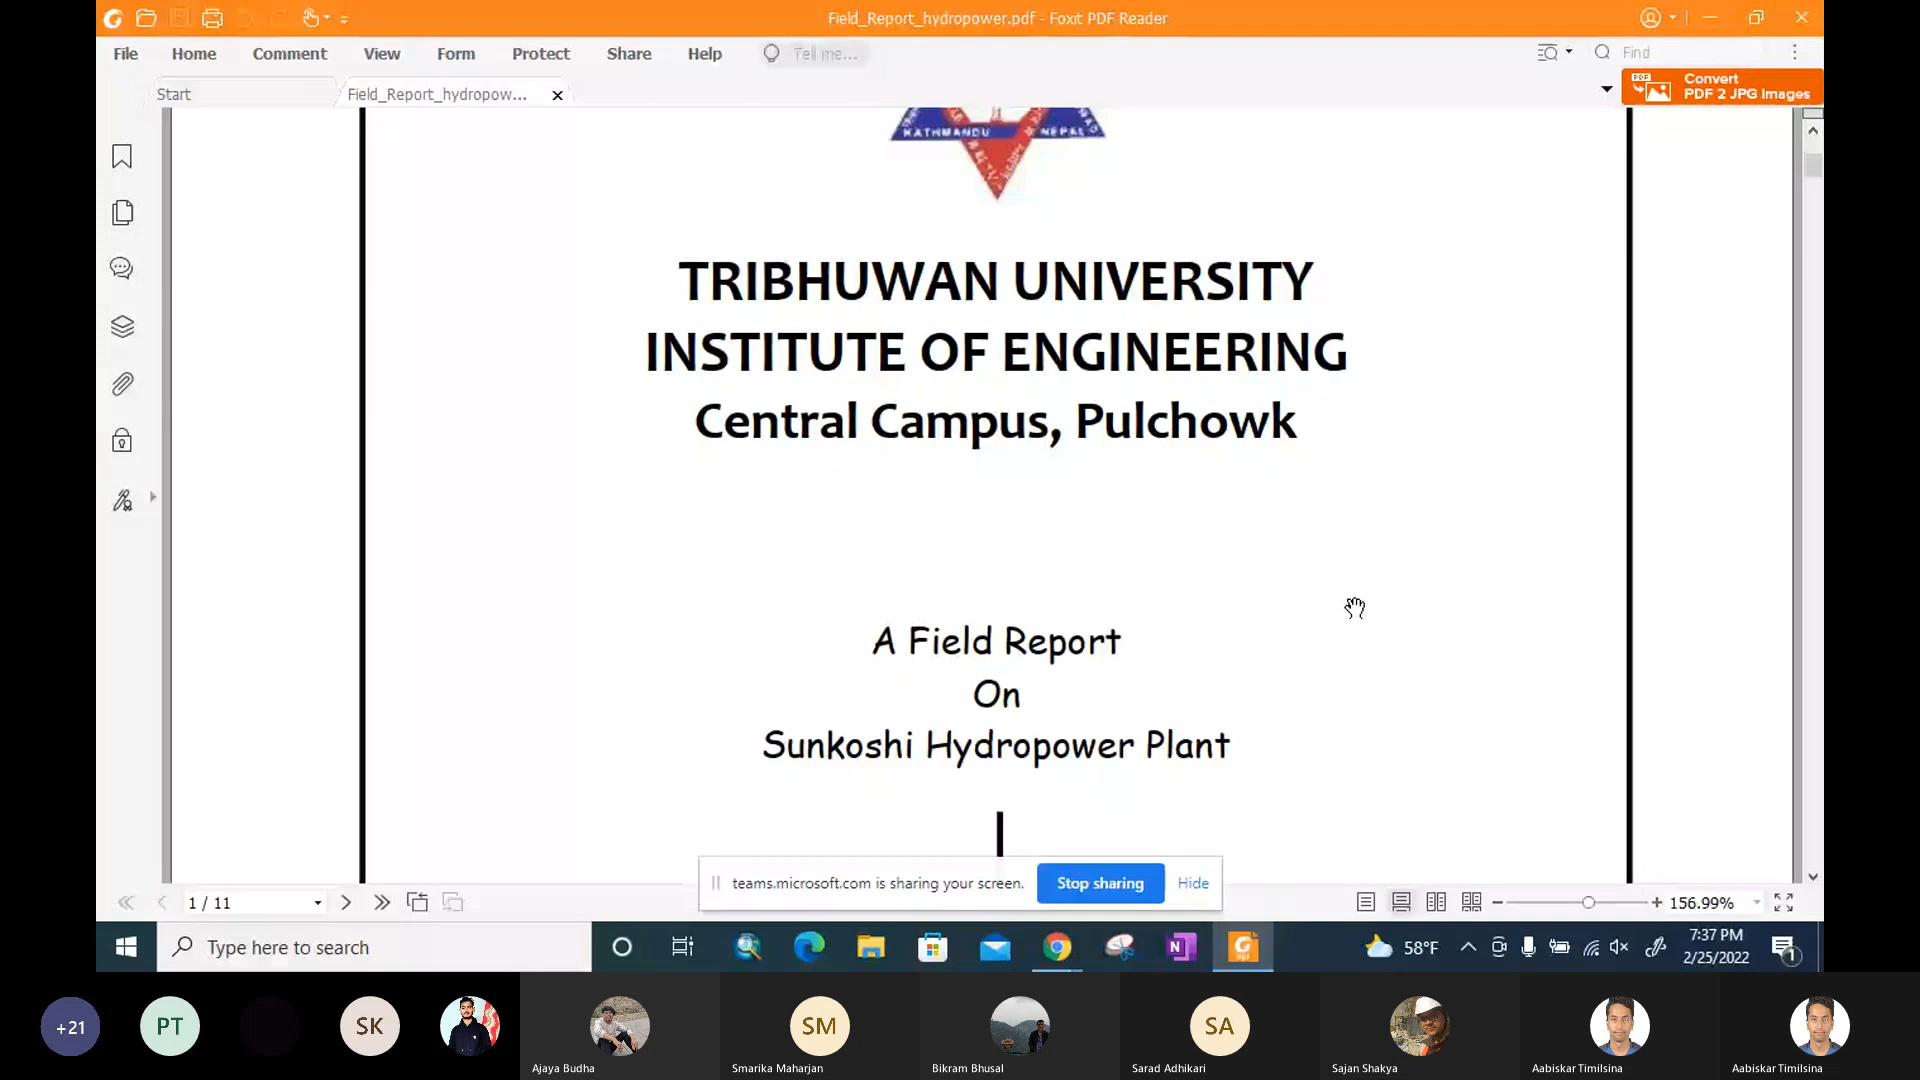 Field_Report_hydropower.pdf - Foxit PDF Reader
File Home Comment View Form Protect Share Help Tell me... Find
Start Field_Report_hydropow...
PDF Convert
PDF 2 JPG Images
KATHMANDU NEPAL
TRIBHUWAN UNIVERSITY
INSTITUTE OF ENGINEERING
Central Campus, Pulchowk
A Field Report
On
Sunkoshi Hydropower Plant
teams.microsoft.com is sharing your screen. Stop sharing Hide
1 / 11 156.99%
Type here to search
N
PDF
58°F
7:37 PM
2/25/2022
1
+21 PT SK SM SA
Ajaya Budha Smarika Maharjan Bikram Bhusal Sarad Adhikari Sajan Shakya Aabiskar Timilsina Aabiskar Timilsina